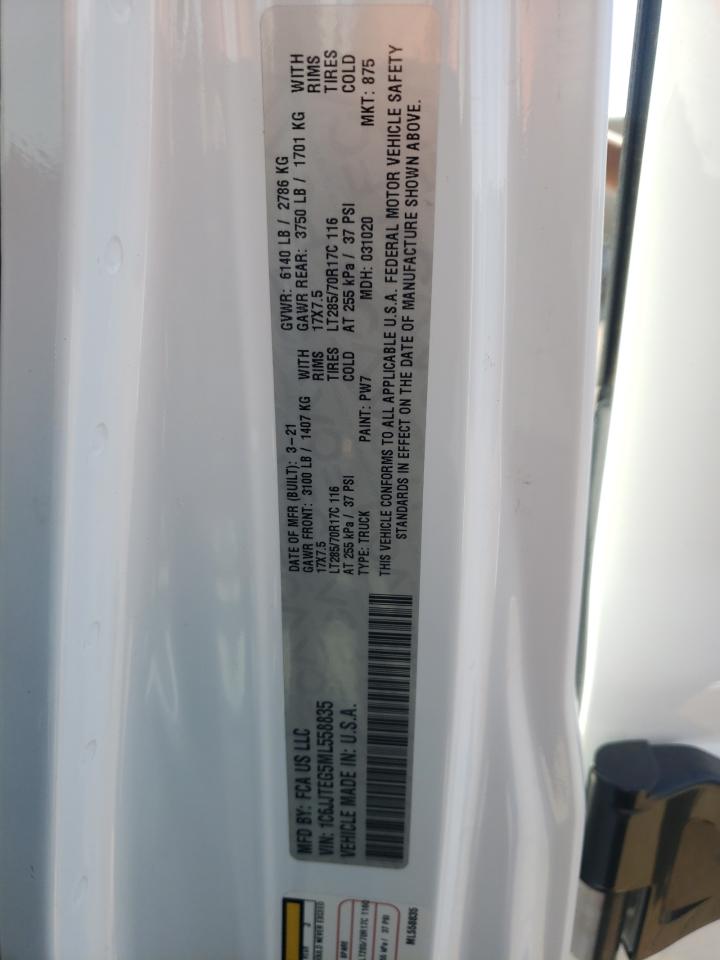 MFD BY: FCA US LLC
VIN: 1C6JJTEG5ML558835
VEHICLE MADE IN: U.S.A.
DATE OF MFR (BUILT): 3-21 GVWR: 6140 LB / 2786 KG
GAWR FRONT: 3100 LB / 1407 KG WITH GAWR REAR: 3750 LB / 1701 KG WITH
17X7.5 RIMS 17X7.5 RIMS
LT285/70R17C 116 TIRES LT285/70R17C 116 TIRES
AT 255 kPa / 37 PSI COLD AT 255 kPa / 37 PSI COLD
TYPE: TRUCK PAINT: PW7 MDH: 031020 MKT: 875
THIS VEHICLE CONFORMS TO ALL APPLICABLE U.S.A. FEDERAL MOTOR VEHICLE SAFETY
STANDARDS IN EFFECT ON THE DATE OF MANUFACTURE SHOWN ABOVE.
NEVER EXCEED
37 PSI
ML558835